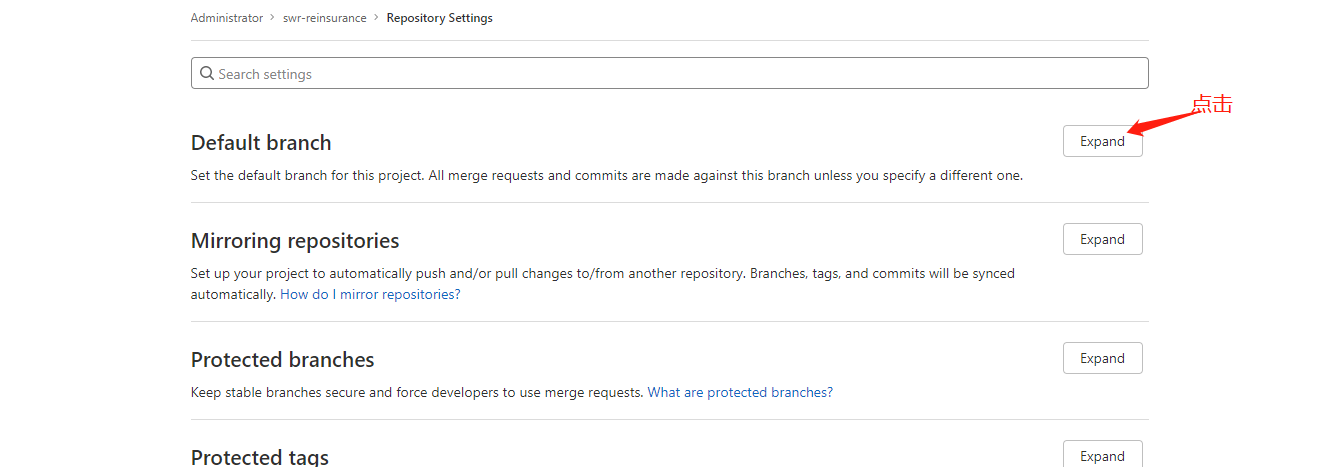 Administrator > swr-reinsurance > Repository Settings
Search settings
点击
Default branch
Expand
Set the default branch for this project. All merge requests and commits are made against this branch unless you specify a different one.
Mirroring repositories
Expand
Set up your project to automatically push and/or pull changes to/from another repository. Branches, tags, and commits will be synced
automatically. How do I mirror repositories?
Protected branches
Expand
Keep stable branches secure and force developers to use merge requests. What are protected branches?
Protected tags
Expand